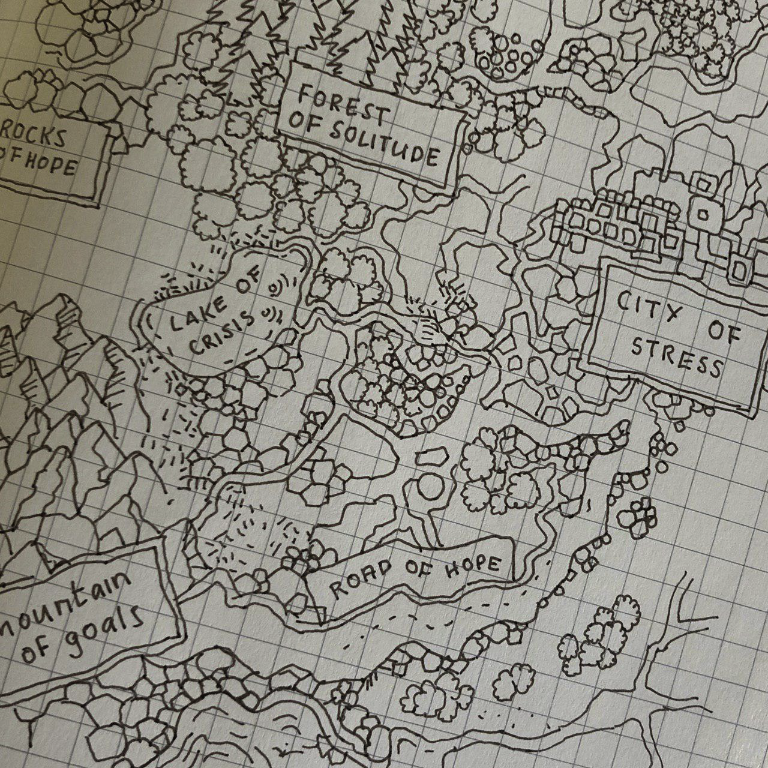 FOREST
OF SOLITUDE
ROCKS
OF HOPE
LAKE OF
CRISIS
CITY OF
STRESS
ROAD OF HOPE
mountain
of goals